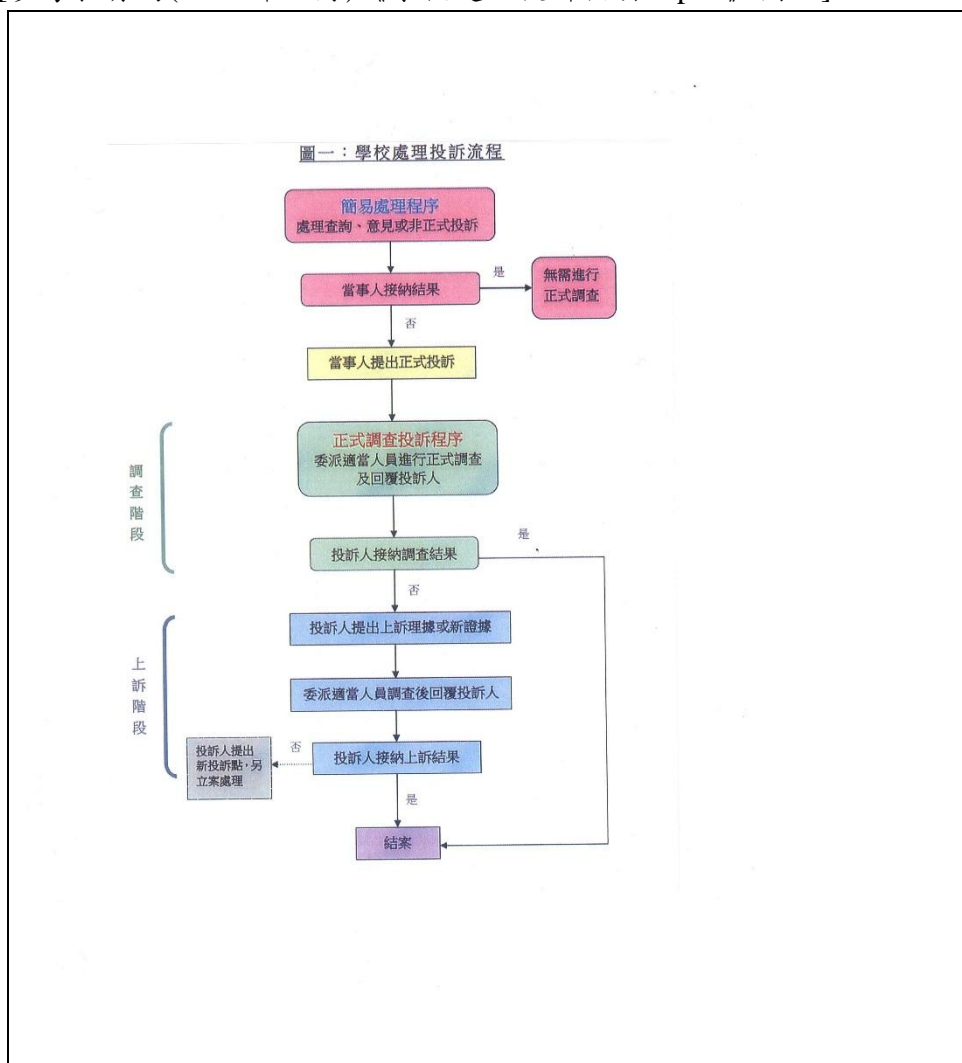 圖一：學校處理投訴流程
簡易處理程序
處理查詢、意見或非正式投訴
當事人接納結果
是
無需進行
正式調查
否
當事人提出正式投訴
調查階段
正式調查投訴程序
委派適當人員進行正式調查
及回覆投訴人
投訴人接納調查結果
是
否
上訴階段
投訴人提出上訴理據或新證據
委派適當人員調查後回覆投訴人
投訴人接納上訴結果
否
投訴人提出
新投訴點，另
立案處理
是
結案